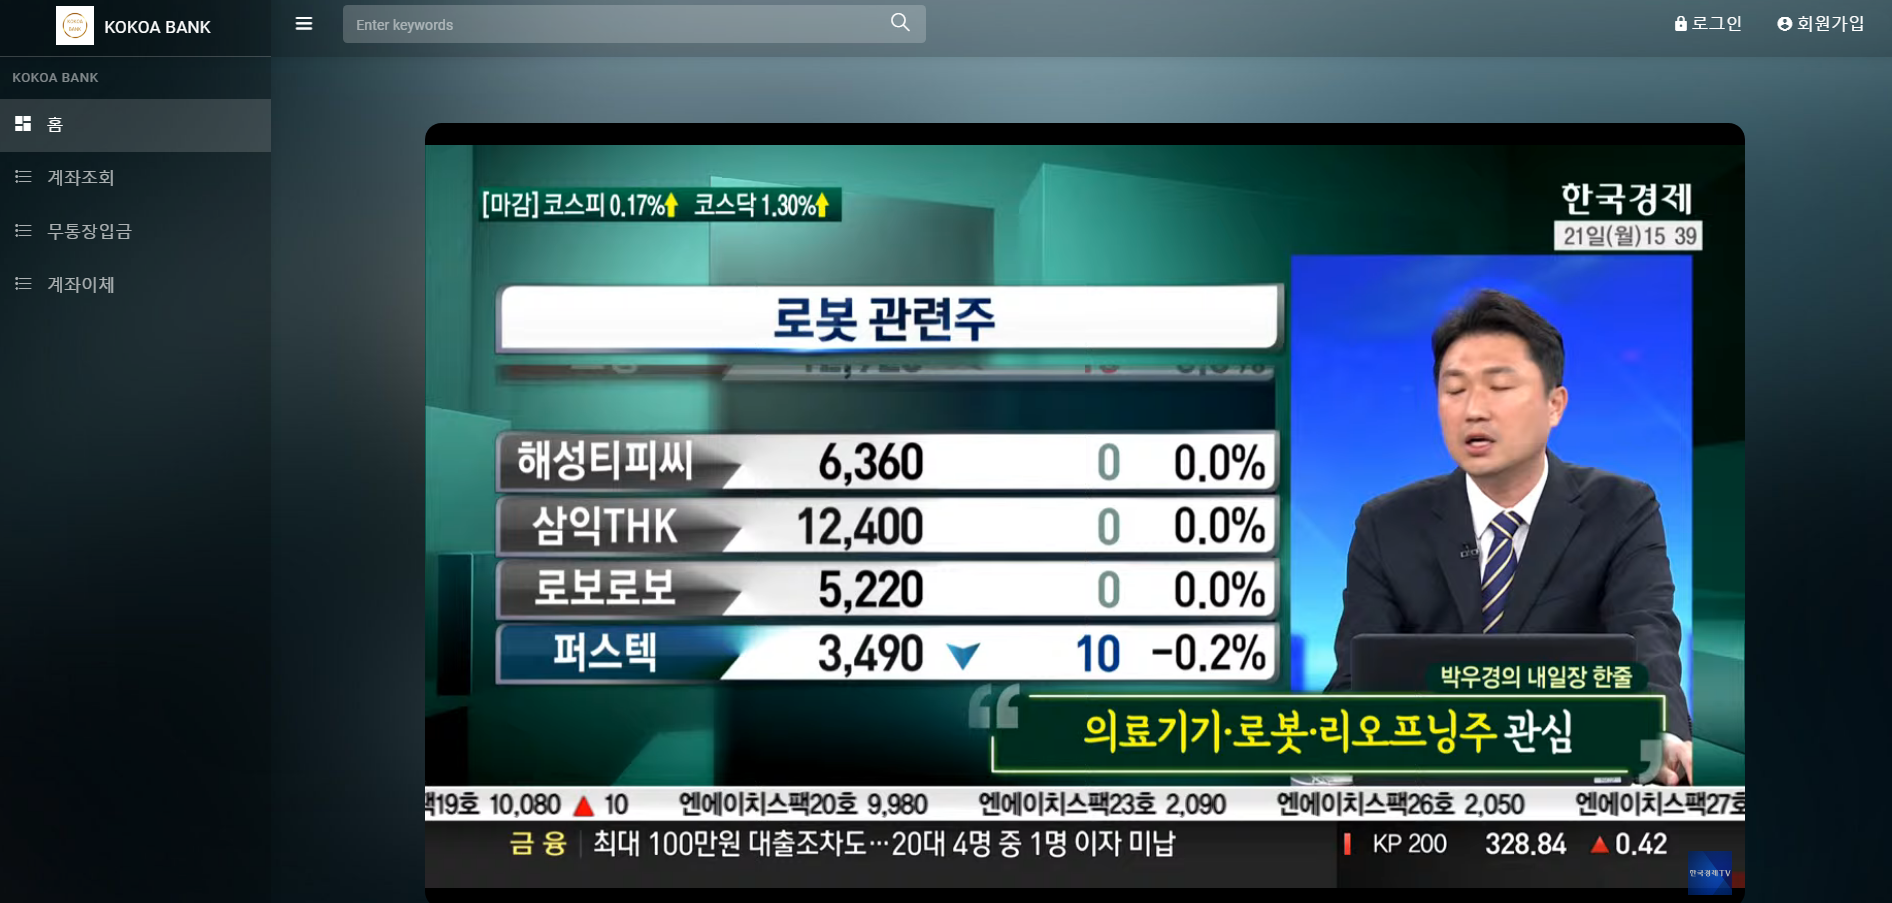 KOKOA BANK
Enter keywords
로그인
회원가입
KOKOA BANK
홈
계좌조회
무통장입금
계좌이체
[마감] 코스피 0.17% 코스닥 1.30%
한국경제
21일(월)15 39
로봇 관련주
해성티피씨 6,360 0 0.0%
삼익THK 12,400 0 0.0%
로보로보 5,220 0 0.0%
퍼스텍 3,490 ▼ 10 -0.2%
박우경의 내일장 한줄
“의료기기·로봇·리오프닝주 관심”
19호 10,080 ▲ 10 엔에이치스팩20호 9,980 엔에이치스팩23호 2,090 엔에이치스팩26호 2,050 엔에이치스팩27호
금융 | 최대 100만원 대출조차도…20대 4명 중 1명 이자 미납
KP 200 328.84 ▲ 0.42
한국경제TV